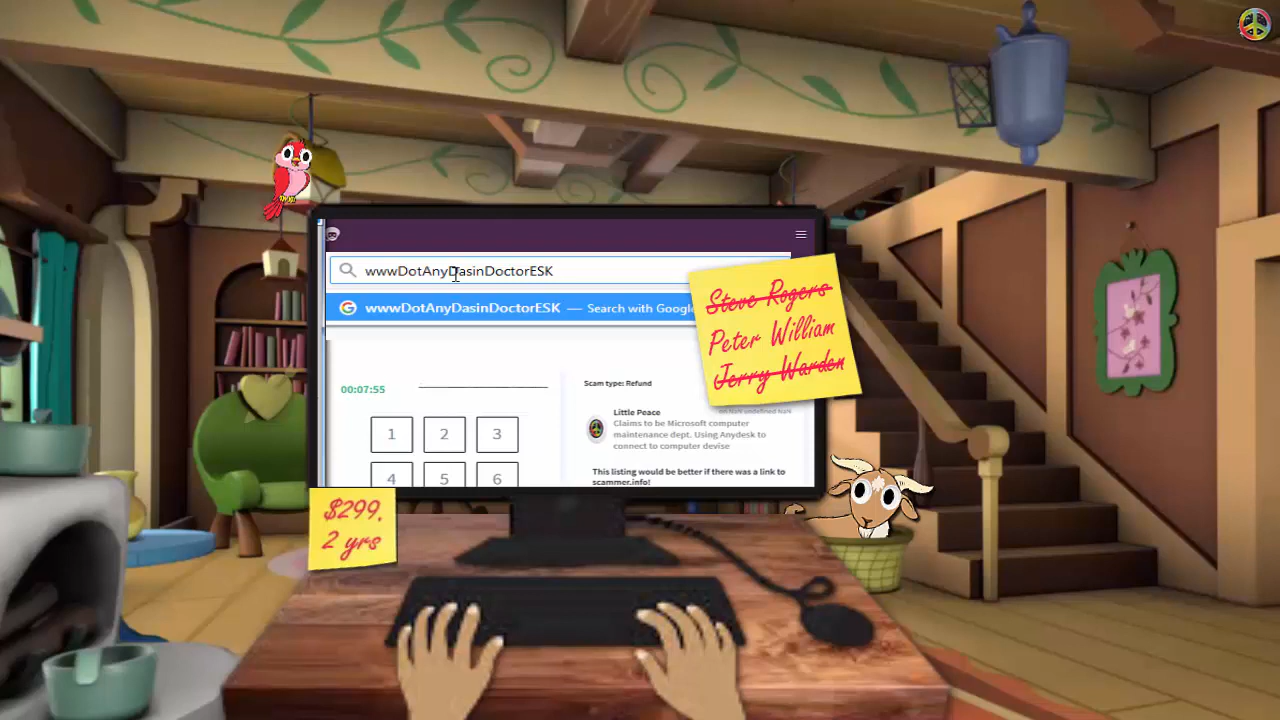 wwwDotAnyDasinDoctorESK
wwwDotAnyDasinDoctorESK — Search with Google
Steve Rogers
Peter William
Jerry Warden
00:07:55
Scam type: Refund
Little Peace
Claims to be Microsoft computer
maintenance dept. Using Anydesk to
connect to computer devise
This listing would be better if there was a link to
scammer.info!
1 2 3
4 5 6
$299.
2 yrs